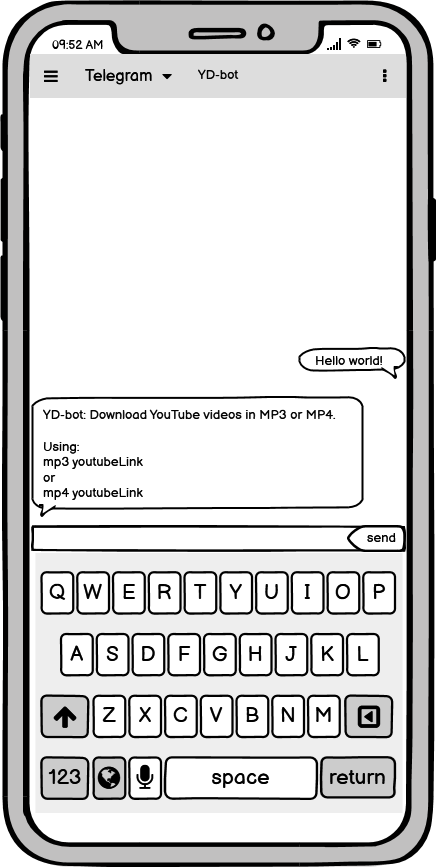 09:52 AM
Telegram YD-bot
Hello world!
YD-bot: Download YouTube videos in MP3 or MP4.
Using:
mp3 youtubeLink
or
mp4 youtubeLink
send
Q W E R T Y U I O P
A S D F G H J K L
Z X C V B N M
123 space return